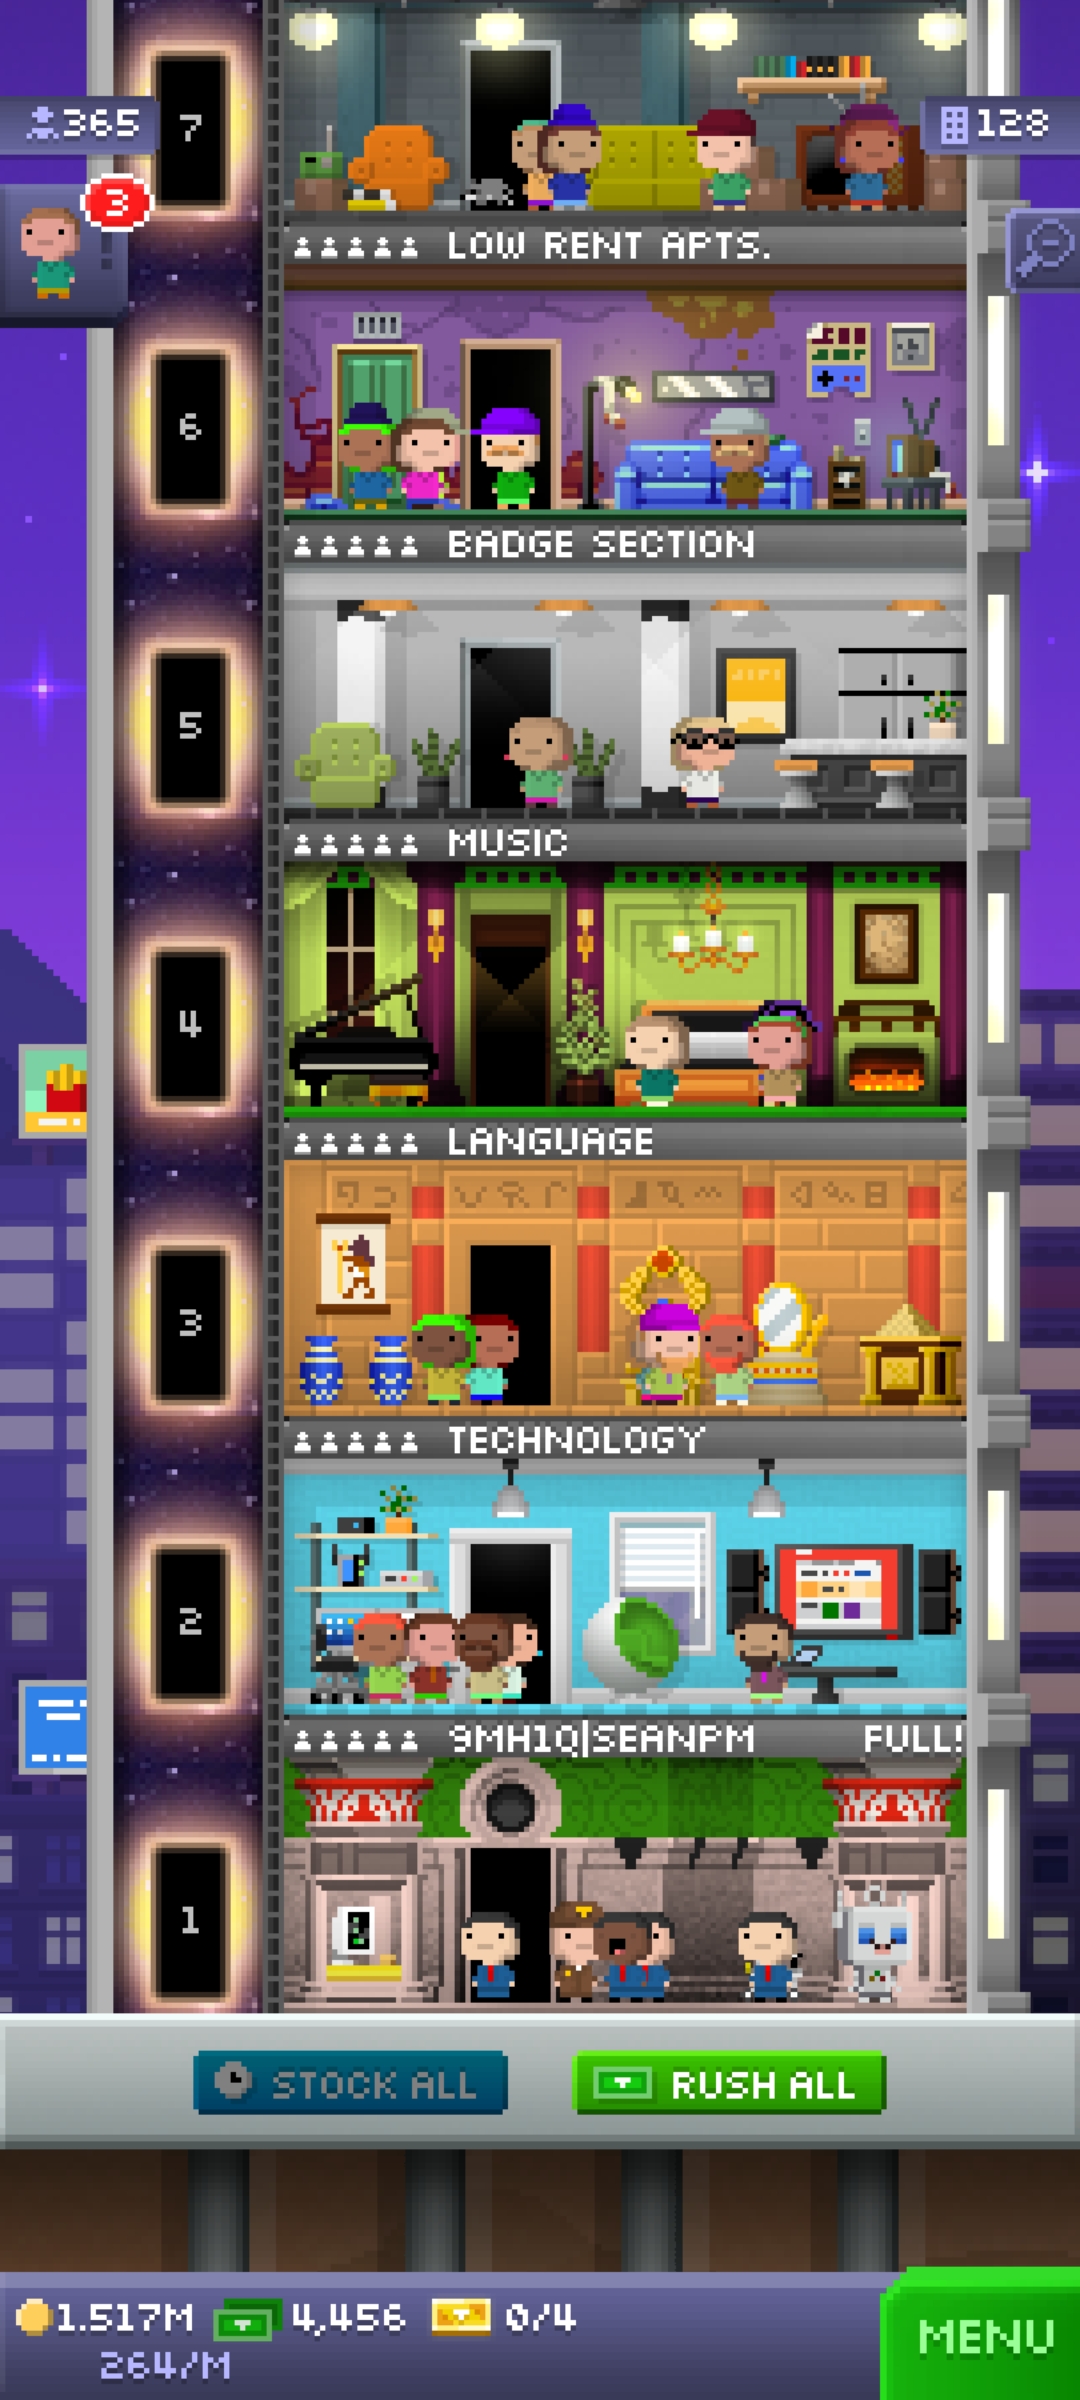 7
365
128
3
!
LOW RENT APTS.
6
BADGE SECTION
5
MUSIC
4
LANGUAGE
3
TECHNOLOGY
2
9MH1Q|SEANPM FULL!
1
STOCK ALL
RUSH ALL
1.517M 4,456 0/4
264/M
MENU